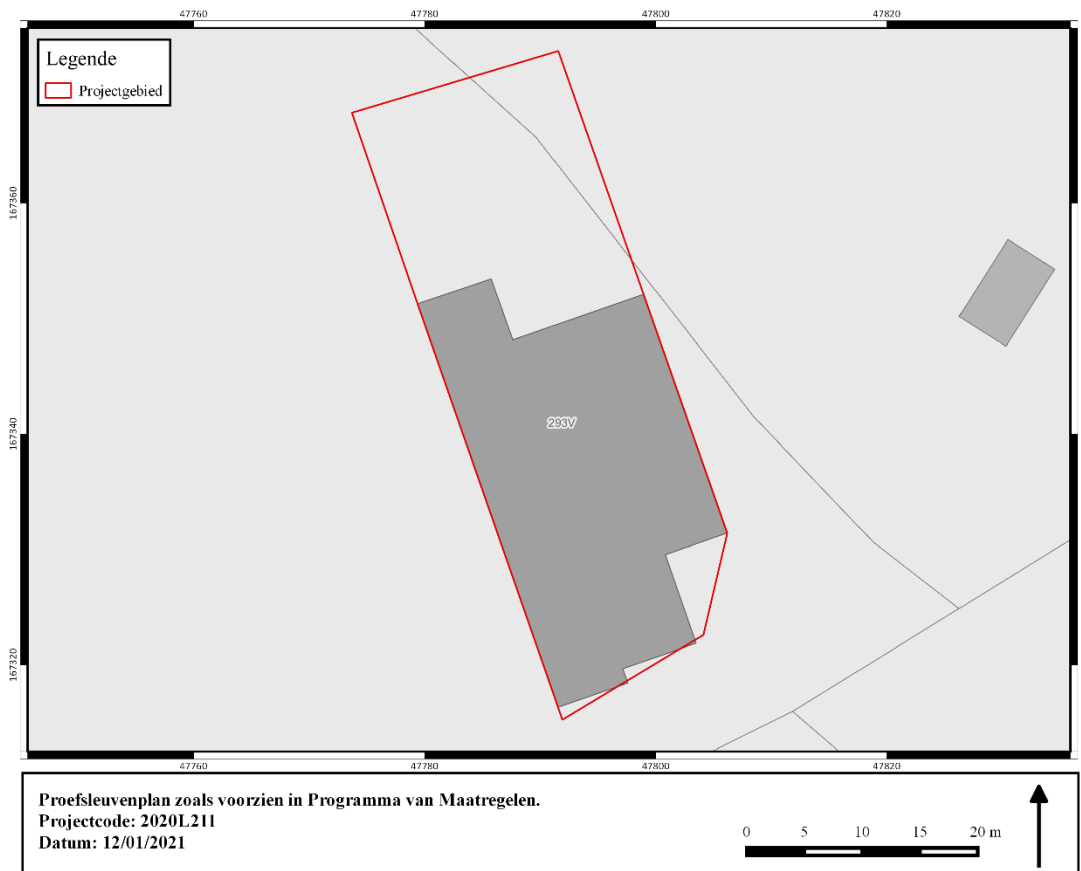 47760 47780 47800 47820
Legende
Projectgebied
167360
167340
167320
293V
47760 47780 47800 47820
Proefsleuvenplan zoals voorzien in Programma van Maatregelen.
Projectcode: 2020L211
Datum: 12/01/2021
0 5 10 15 20 m